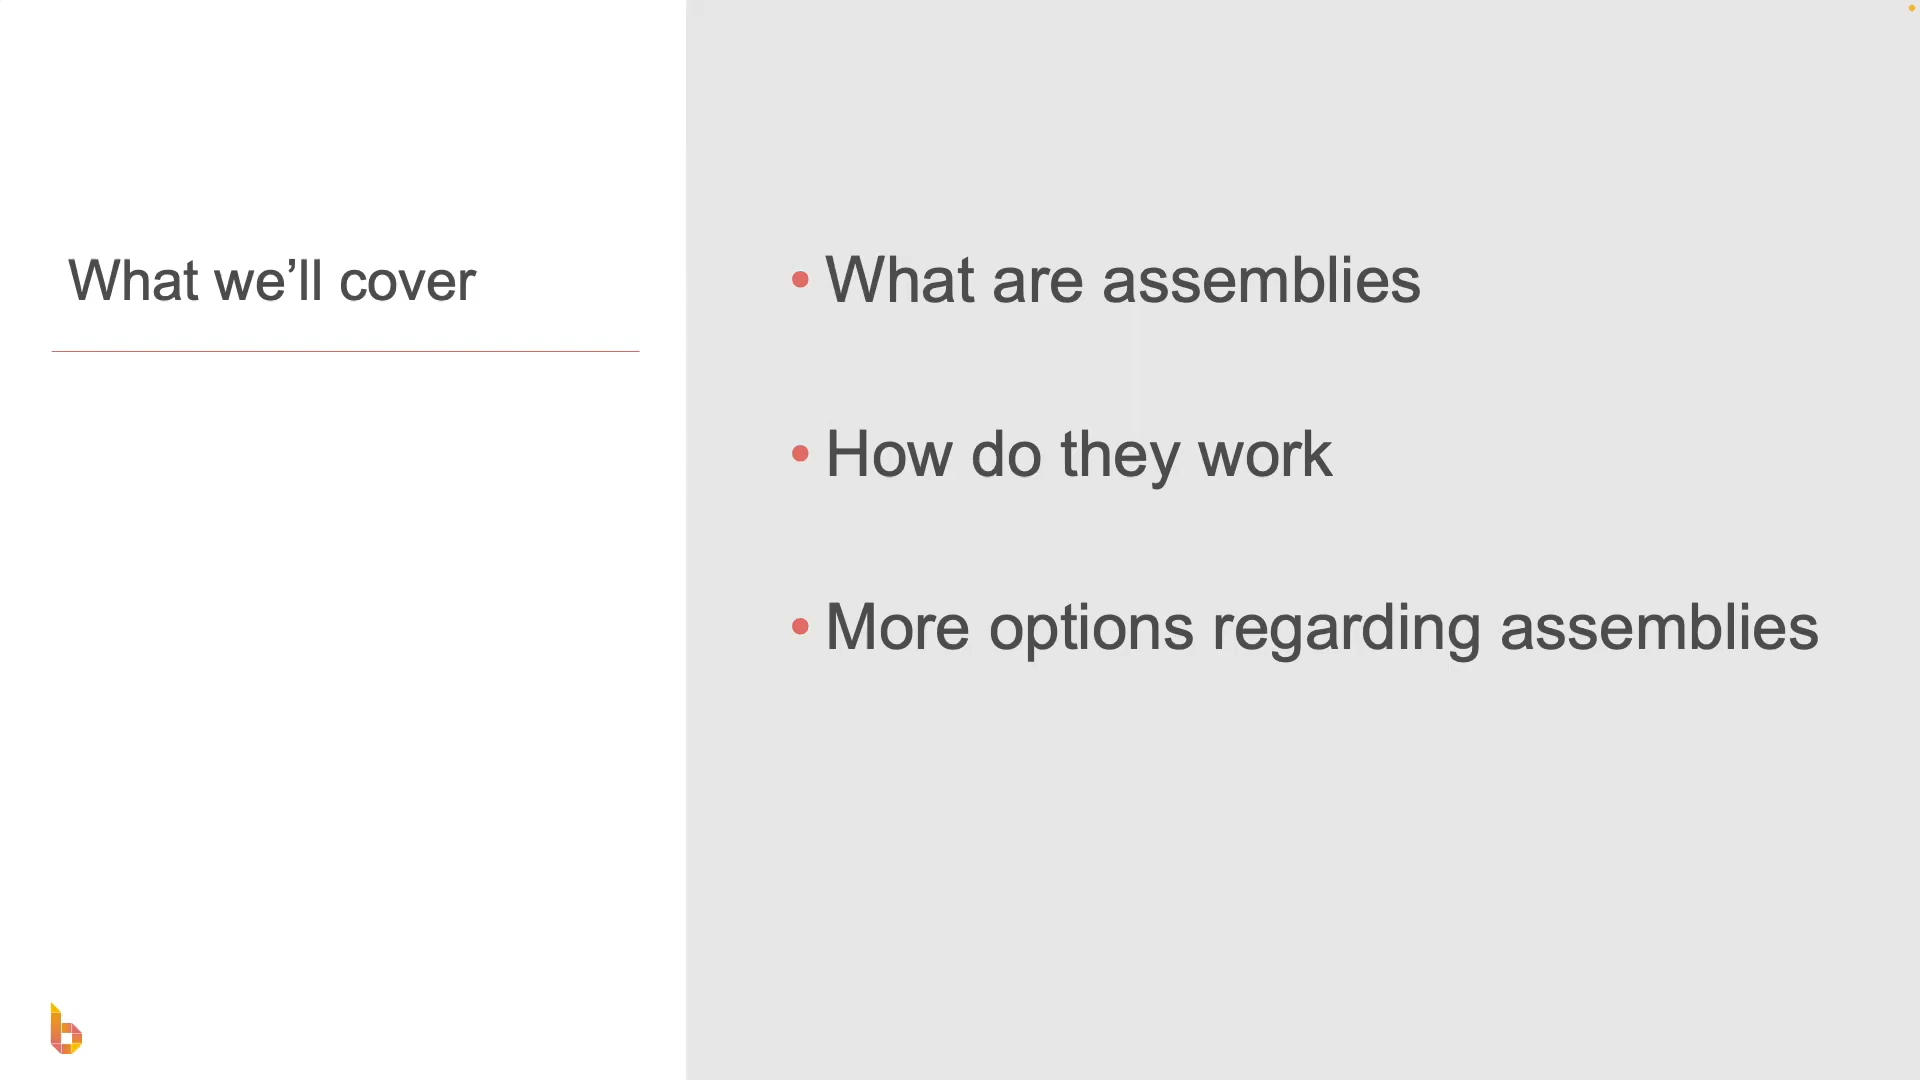 What we’ll cover
• What are assemblies
• How do they work
• More options regarding assemblies